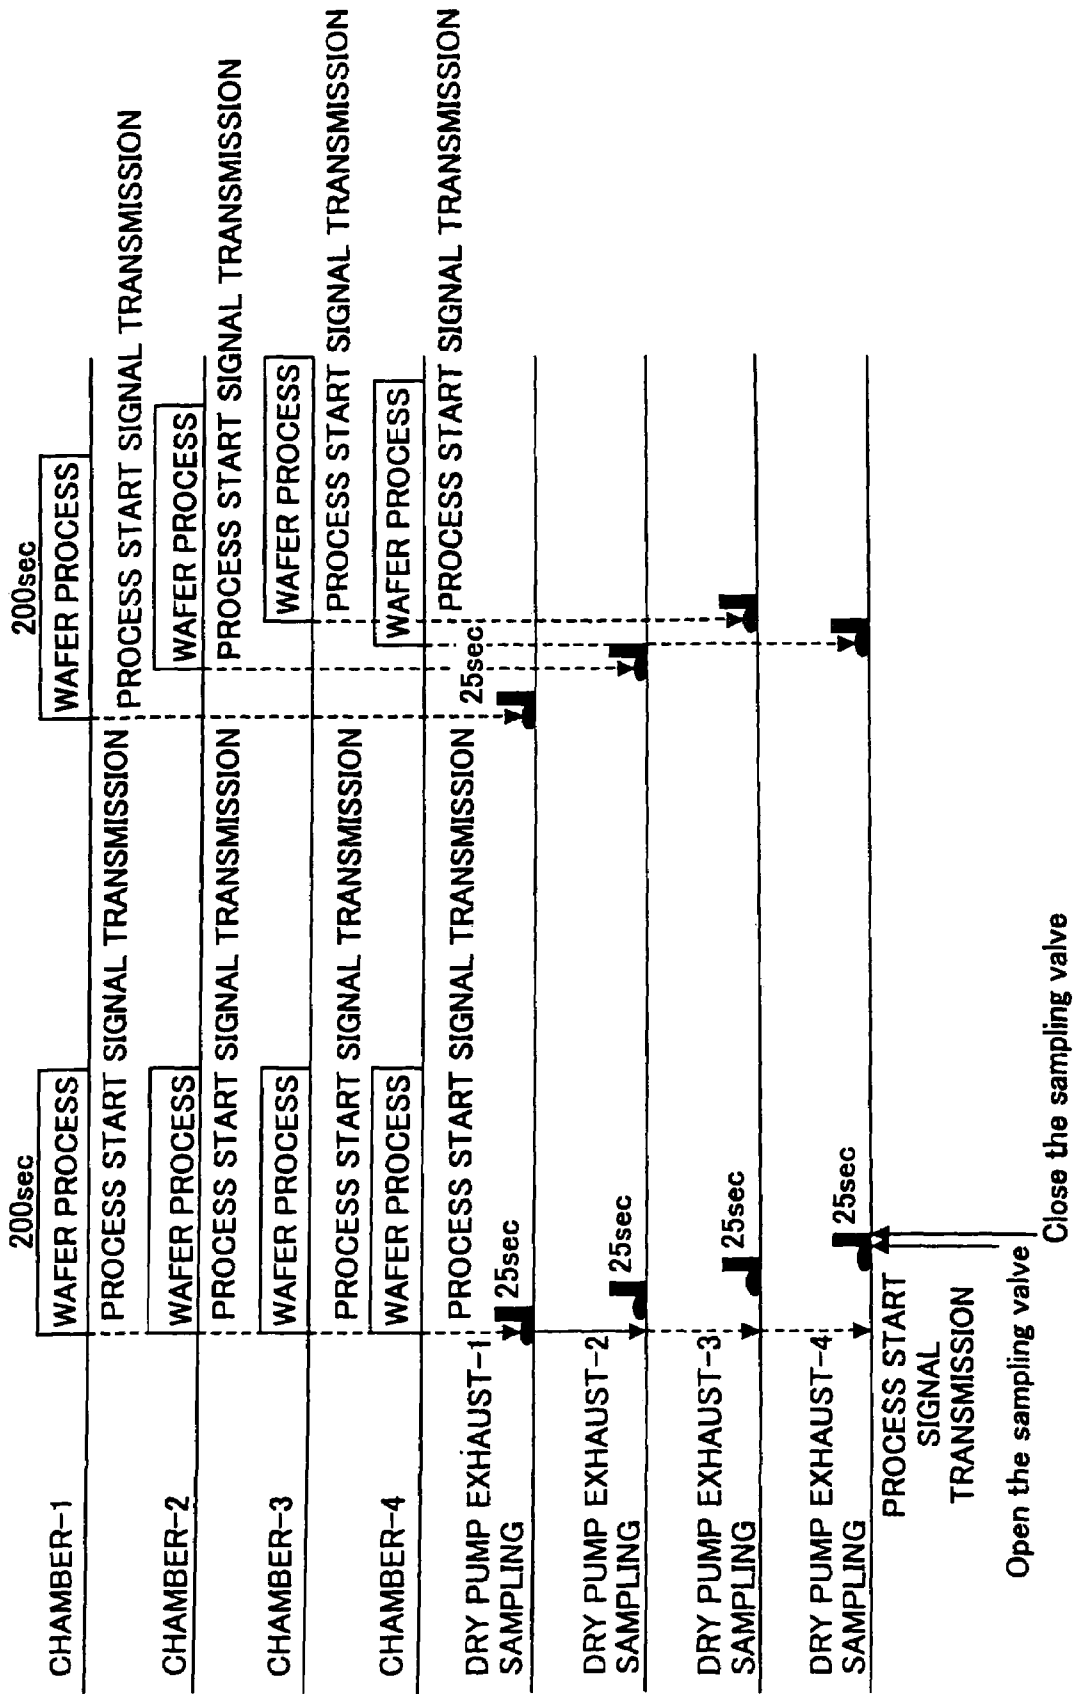 200sec
200sec
CHAMBER-1
WAFER PROCESS
WAFER PROCESS
PROCESS START SIGNAL TRANSMISSION
PROCESS START SIGNAL TRANSMISSION
CHAMBER-2
WAFER PROCESS
WAFER PROCESS
PROCESS START SIGNAL TRANSMISSION
PROCESS START SIGNAL TRANSMISSION
CHAMBER-3
WAFER PROCESS
WAFER PROCESS
PROCESS START SIGNAL TRANSMISSION
PROCESS START SIGNAL TRANSMISSION
CHAMBER-4
WAFER PROCESS
WAFER PROCESS
PROCESS START SIGNAL TRANSMISSION
PROCESS START SIGNAL TRANSMISSION
DRY PUMP EXHAUST-1
SAMPLING
25sec
25sec
DRY PUMP EXHAUST-2
SAMPLING
25sec
DRY PUMP EXHAUST-3
SAMPLING
25sec
DRY PUMP EXHAUST-4
SAMPLING
25sec
PROCESS START
SIGNAL
TRANSMISSION
Open the sampling valve
Close the sampling valve